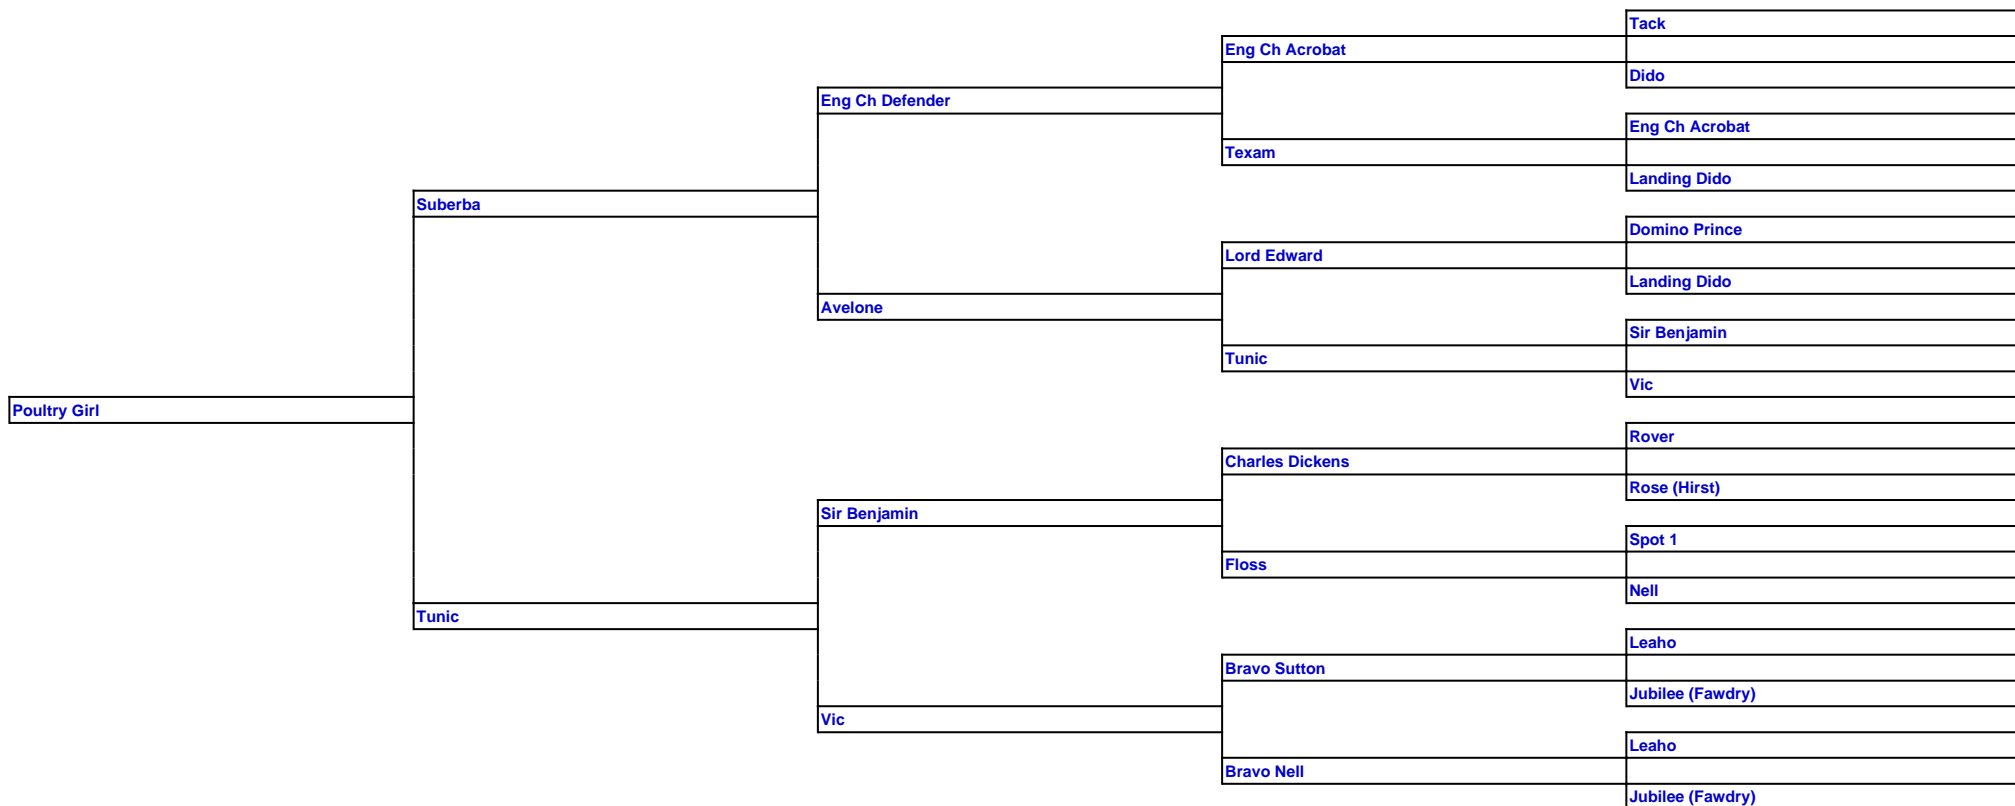 Tack
Eng Ch Acrobat
Dido
Eng Ch Defender
Eng Ch Acrobat
Texam
Landing Dido
Suberba
Domino Prince
Lord Edward
Landing Dido
Avelone
Sir Benjamin
Tunic
Vic
Poultry Girl
Rover
Charles Dickens
Rose (Hirst)
Sir Benjamin
Spot 1
Floss
Nell
Tunic
Leaho
Bravo Sutton
Jubilee (Fawdry)
Vic
Leaho
Bravo Nell
Jubilee (Fawdry)